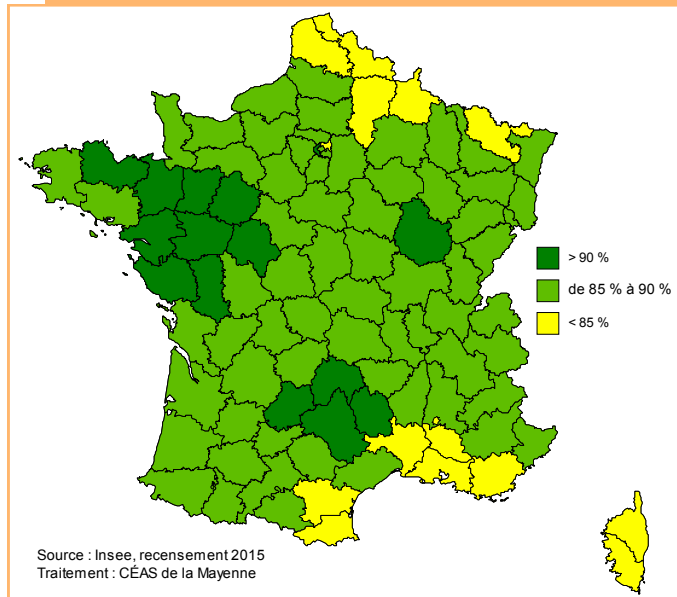 > 90 %
de 85 % à 90 %
< 85 %
Source : Insee, recensement 2015
Traitement : CÉAS de la Mayenne